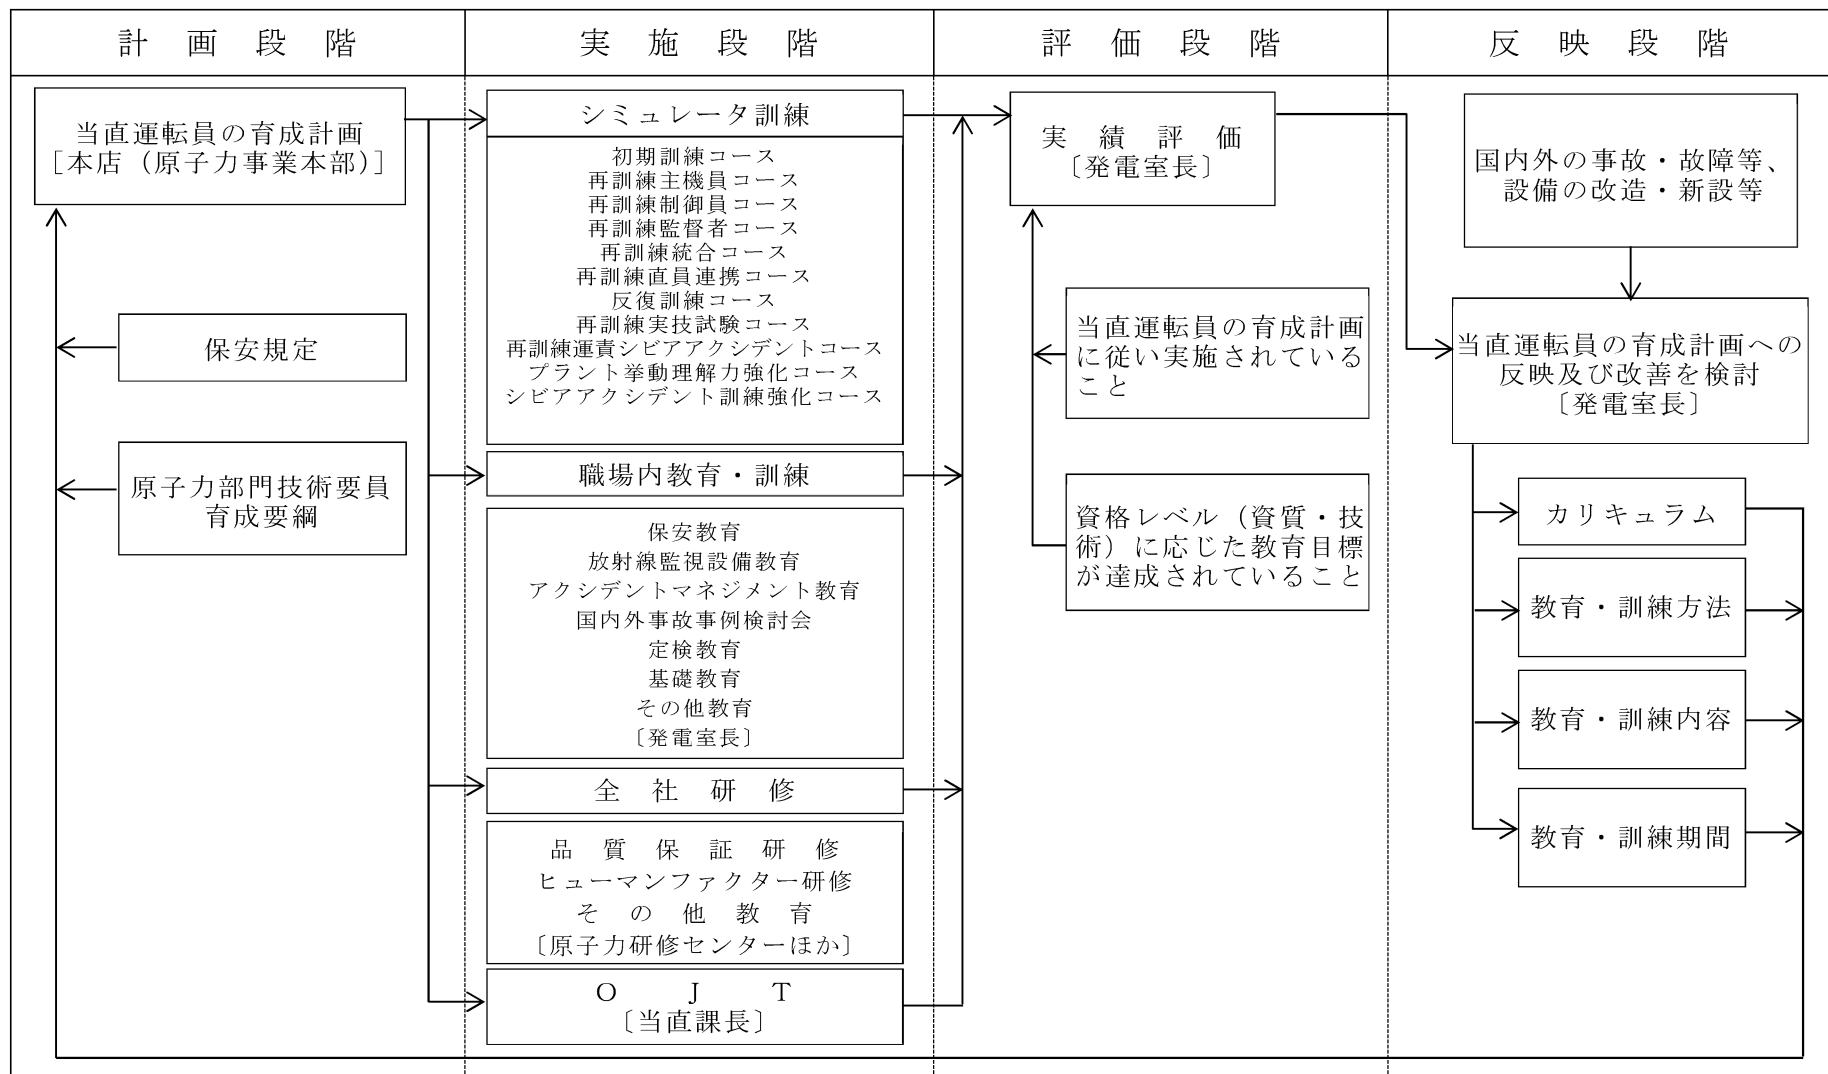 計画段階
実施段階
評価段階
反映段階
当直運転員の育成計画
［本店（原子力事業本部）］
保安規定
原子力部門技術要員
育成要綱
シミュレータ訓練
初期訓練コース
再訓練主機員コース
再訓練制御員コース
再訓練監督者コース
再訓練統合コース
再訓練直員連携コース
反復訓練コース
再訓練実技試験コース
再訓練運責シビアアクシデントコース
プラント挙動理解力強化コース
シビアアクシデント訓練強化コース
職場内教育・訓練
保安教育
放射線監視設備教育
アクシデントマネジメント教育
国内外事故事例検討会
定検教育
基礎教育
その他教育
〔発電室長〕
全社研修
品質保証研修
ヒューマンファクター研修
その他教育
〔原子力研修センターほか〕
ＯＪＴ
〔当直課長〕
実績評価
〔発電室長〕
当直運転員の育成計画
に従い実施されている
こと
資格レベル（資質・技
術）に応じた教育目標
が達成されていること
国内外の事故・故障等、
設備の改造・新設等
当直運転員の育成計画への
反映及び改善を検討
〔発電室長〕
カリキュラム
教育・訓練方法
教育・訓練内容
教育・訓練期間